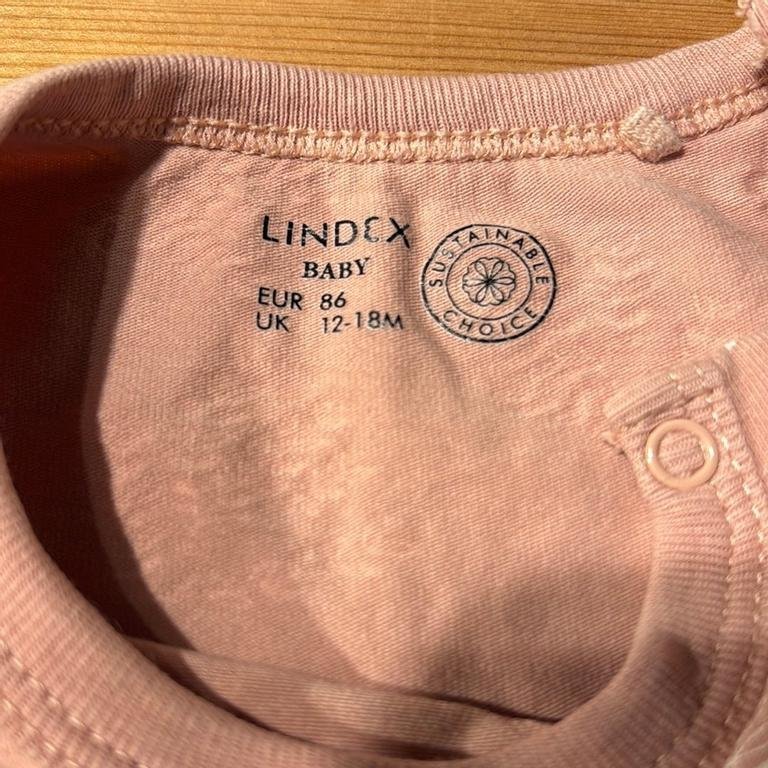 LINDEX
BABY
EUR 86
UK 12-18M
SUSTAINABLE
CHOICE